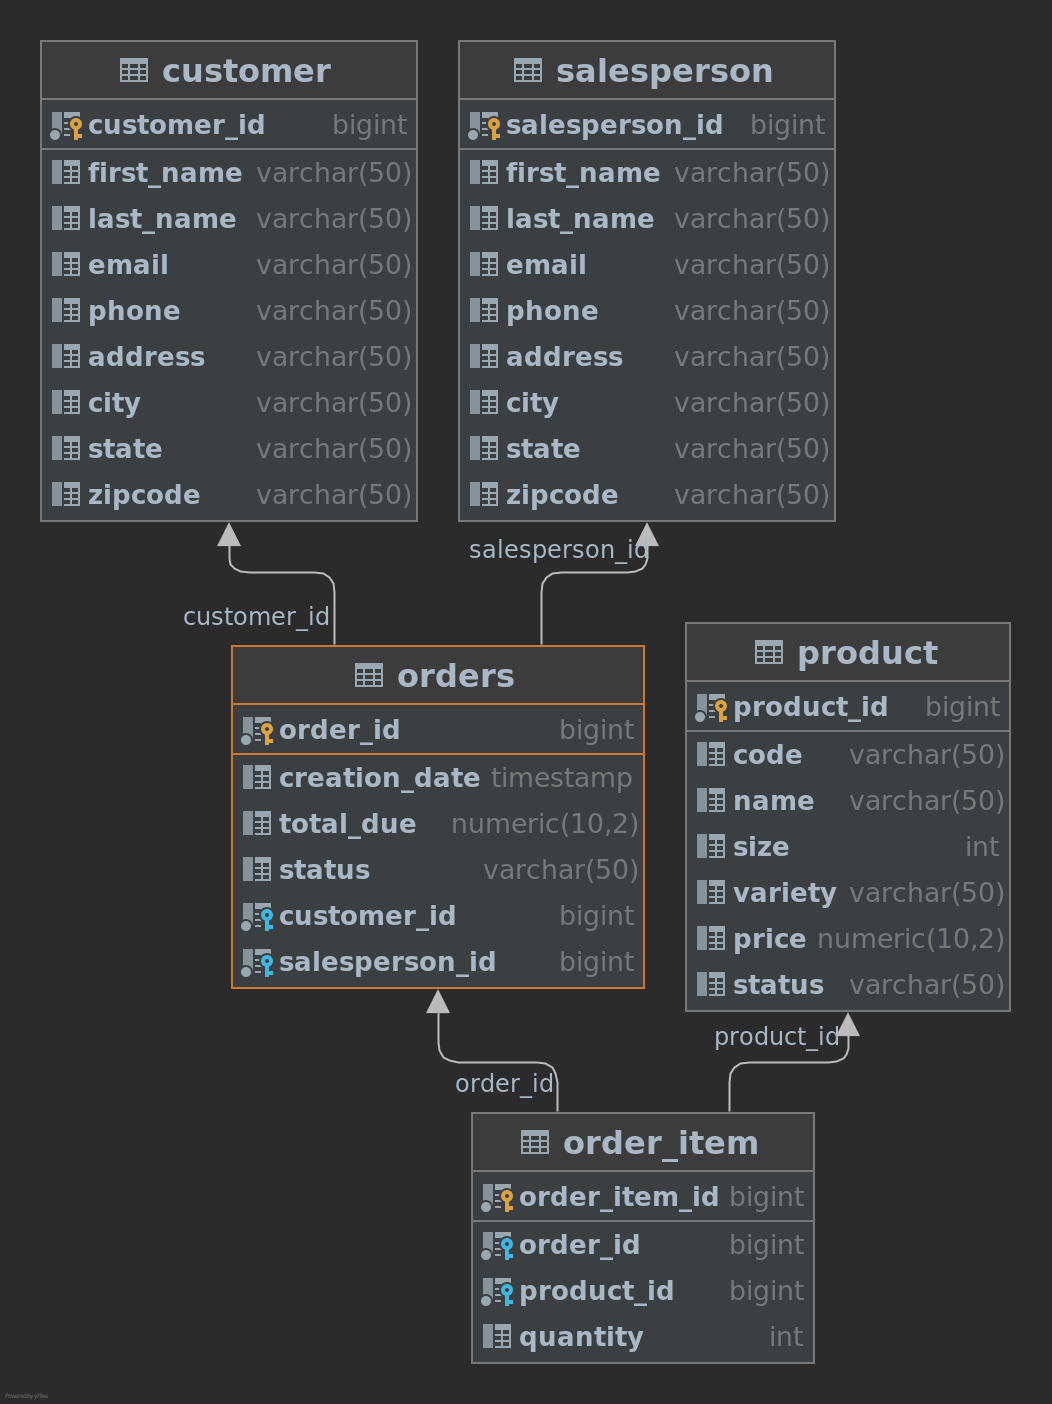 customer
customer_id bigint
first_name varchar(50)
last_name varchar(50)
email varchar(50)
phone varchar(50)
address varchar(50)
city varchar(50)
state varchar(50)
zipcode varchar(50)
salesperson
salesperson_id bigint
first_name varchar(50)
last_name varchar(50)
email varchar(50)
phone varchar(50)
address varchar(50)
city varchar(50)
state varchar(50)
zipcode varchar(50)
salesperson_id
customer_id
orders
order_id bigint
creation_date timestamp
total_due numeric(10,2)
status varchar(50)
customer_id bigint
salesperson_id bigint
product
product_id bigint
code varchar(50)
name varchar(50)
size int
variety varchar(50)
price numeric(10,2)
status varchar(50)
product_id
order_id
order_item
order_item_id bigint
order_id bigint
product_id bigint
quantity int
Powered by yFiles